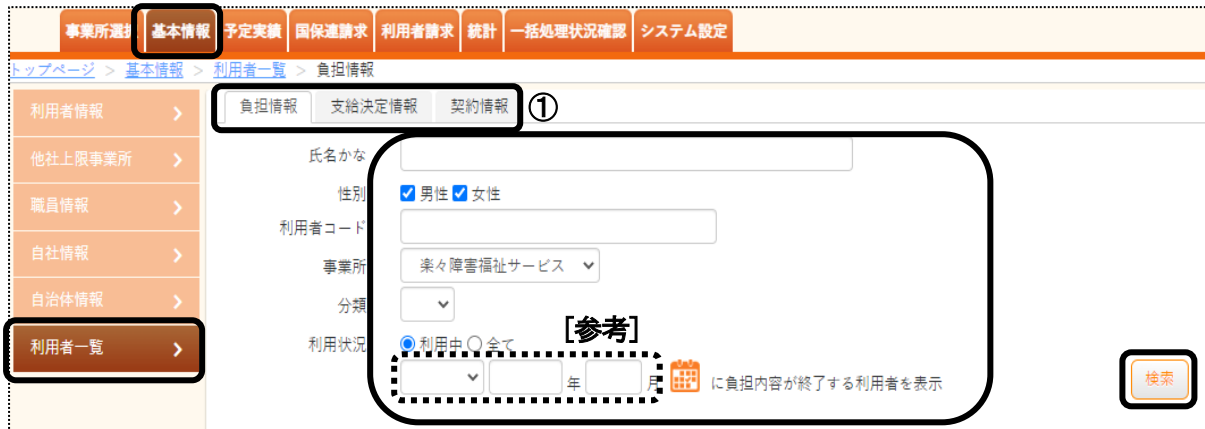 事業所選択 基本情報 予定実績 国保連請求 利用者請求 統計 一括処理状況確認 システム設定
トップページ > 基本情報 > 利用者一覧 > 負担情報
利用者情報
他社上限事業所
職員情報
自社情報
自治体情報
利用者一覧
負担情報 支給決定情報 契約情報 ①
氏名かな
性別 男性 女性
利用者コード
事業所 楽々障害福祉サービス
分類
[参考]
利用状況 利用中 全て
年 月 に負担内容が終了する利用者を表示
検索